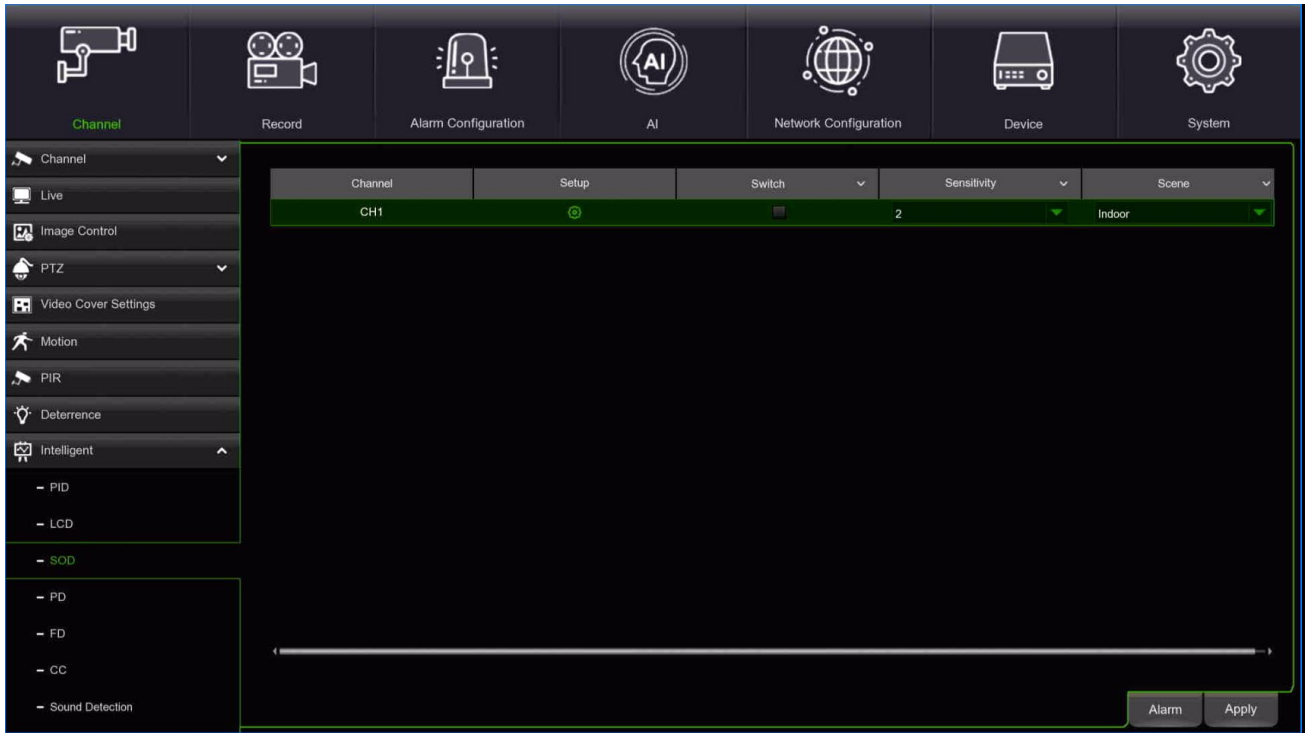 AI
Channel
Record
Alarm Configuration
AI
Network Configuration
Device
System
Channel
Live
Image Control
PTZ
Video Cover Settings
Motion
PIR
Deterrence
Intelligent
PID
LCD
SOD
PD
FD
CC
Sound Detection
Channel Setup Switch Sensitivity Scene
CH1 2 Indoor
Alarm Apply